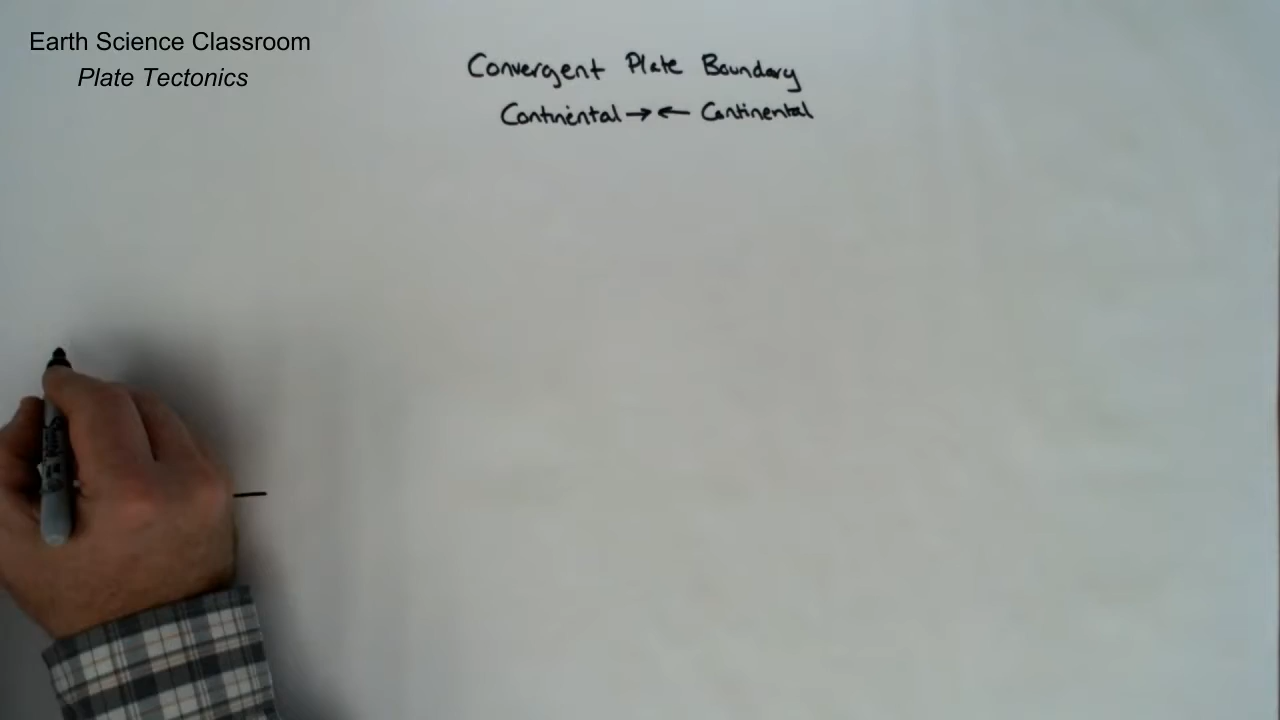 Earth Science Classroom
Plate Tectonics
Convergent Plate Boundary
Continental →← Continental